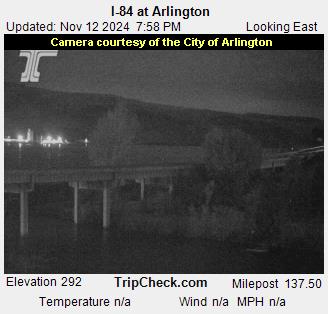 I-84 at Arlington
Updated: Nov 12 2024 7:58 PM Looking East
Camera courtesy of the City of Arlington
Elevation 292 TripCheck.com Milepost 137.50
Temperature n/a Wind n/a MPH n/a